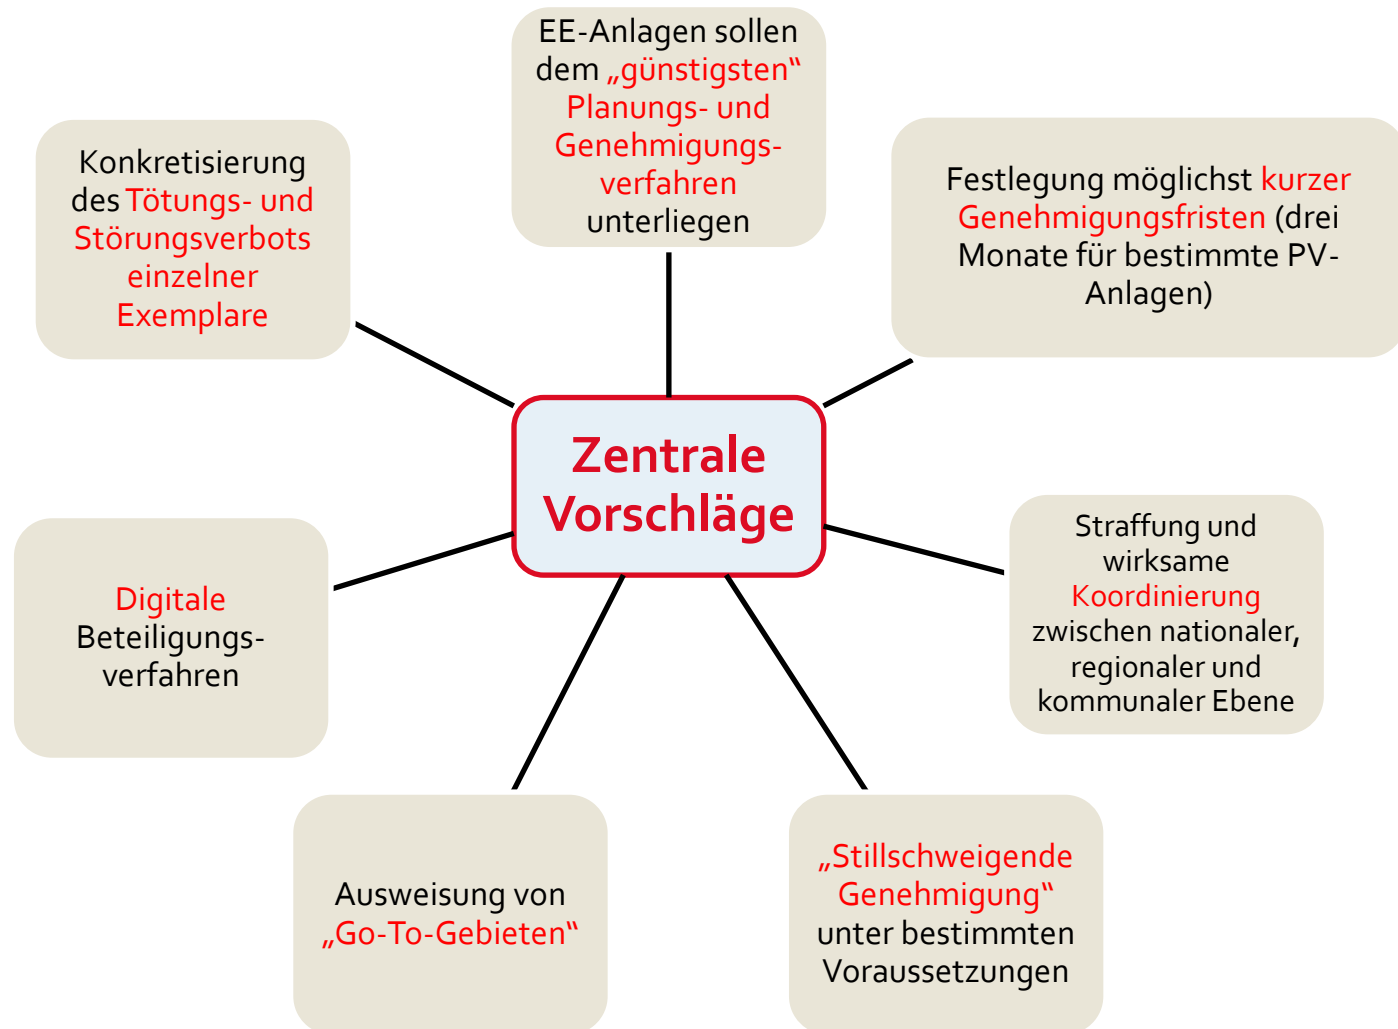 EE-Anlagen sollen
dem „günstigsten“
Planungs- und
Genehmigungs-
verfahren
unterliegen
Konkretisierung
des Tötungs- und
Störungsverbots
einzelner
Exemplare
Festlegung möglichst kurzer
Genehmigungsfristen (drei
Monate für bestimmte PV-
Anlagen)
Zentrale
Vorschläge
Straffung und
wirksame
Koordinierung
zwischen nationaler,
regionaler und
kommunaler Ebene
Digitale
Beteiligungs-
verfahren
Ausweisung von
„Go-To-Gebieten“
„Stillschweigende
Genehmigung“
unter bestimmten
Voraussetzungen